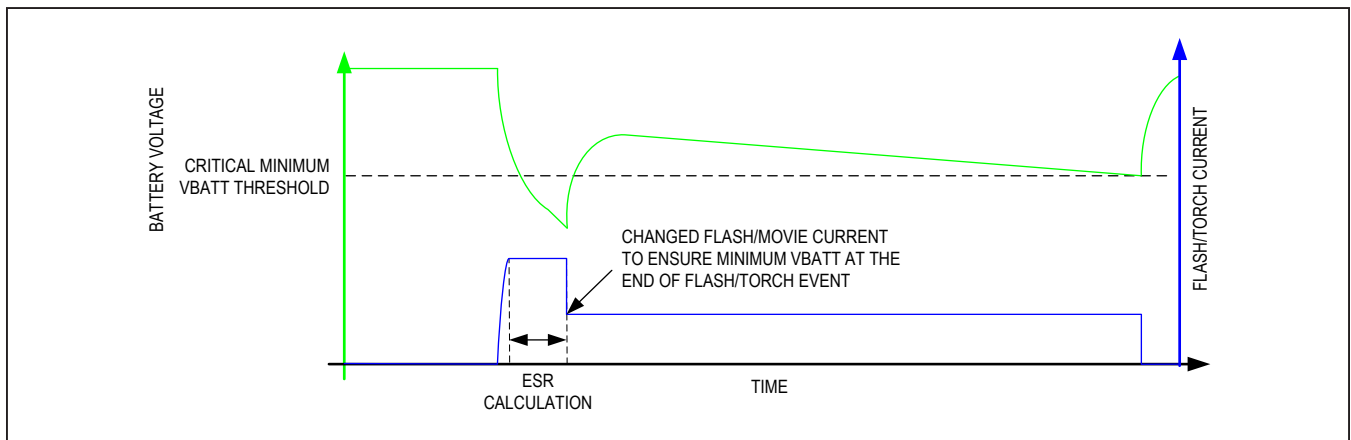 BATTERY VOLTAGE
CRITICAL MINIMUM
VBATT THRESHOLD
CHANGED FLASH/MOVIE CURRENT
TO ENSURE MINIMUM VBATT AT THE
END OF FLASH/TORCH EVENT
FLASH/TORCH CURRENT
ESR
CALCULATION
TIME